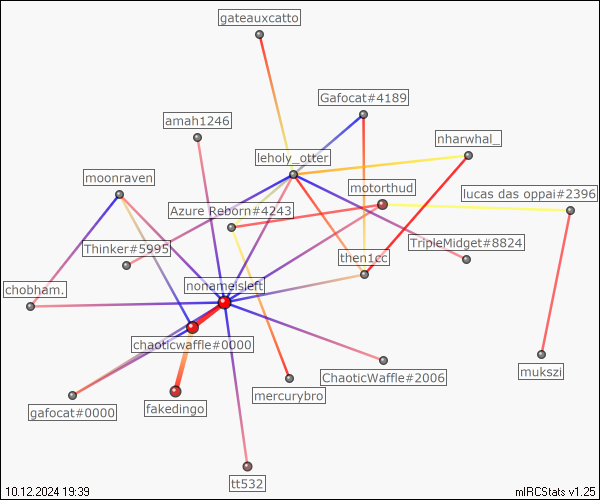 gateauxcatto
Gafocat#4189
amah1246
nharwhal_
leholy_otter
moonraven
motorthud
lucas das oppai#2396
Azure Reborn#4243
Thinker#5995
TripleMidget#8824
then1cc
nonameisleft
chobham.
chaoticwaffle#0000
ChaoticWaffle#2006
mukszi
mercurybro
gafocat#0000
fakedingo
tt532
10.12.2024 19:39
mIRCStats v1.25